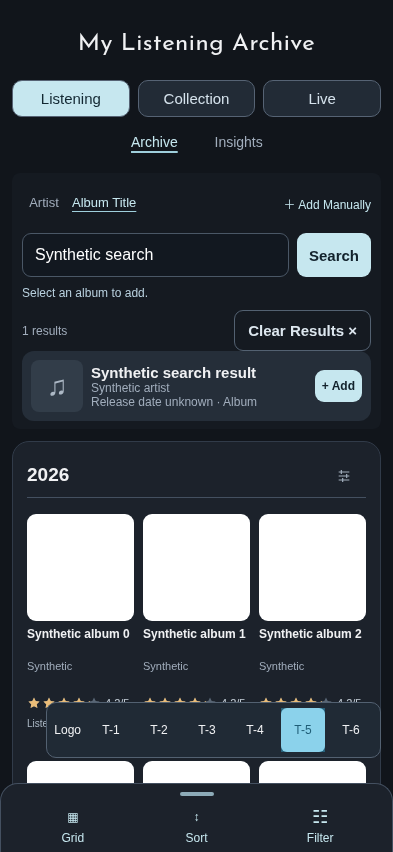 My Listening Archive
Listening Collection Live
Archive Insights
Artist Album Title + Add Manually
Synthetic search Search
Select an album to add.
1 results Clear Results ×
Synthetic search result
Synthetic artist
Release date unknown · Album
+ Add
2026
Synthetic album 0 Synthetic album 1 Synthetic album 2
Synthetic Synthetic Synthetic
Logo T-1 T-2 T-3 T-4 T-5 T-6
Grid Sort Filter